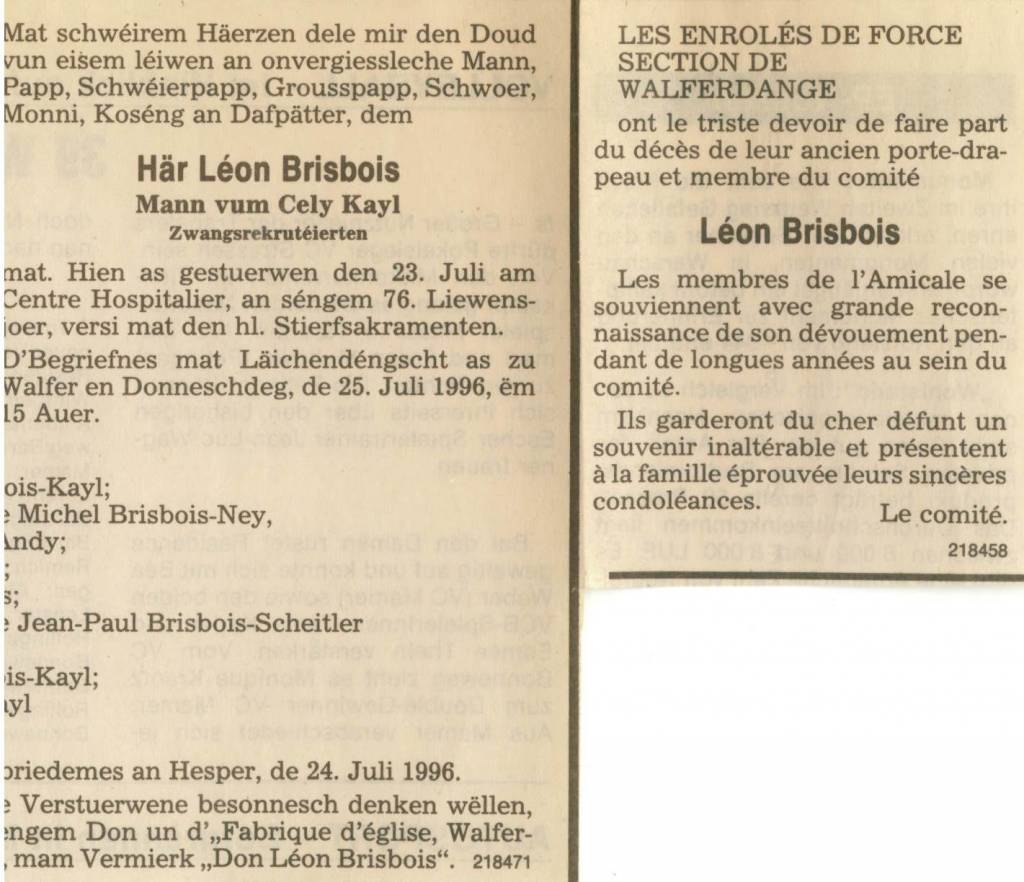 Mat schwéirem Häerzen dele mir den Doud
vun eisem léiwen an onvergiessleche Mann,
Papp, Schwéierpapp, Grousspapp, Schwoer,
Monni, Koséng an Dafpätter, dem
Här Léon Brisbois
Mann vum Cely Kayl
Zwangsrekrutéierten
mat. Hien as gestuerwen den 23. Juli am
Centre Hospitalier, an séngem 76. Liewens-
joer, versi mat den hl. Stierfsakramenten.
D'Begriefnes mat Läichendéngscht as zu
Walfer en Donneschdeg, de 25. Juli 1996, ëm
15 Auer.
ois-Kayl;
e Michel Brisbois-Ney,
Andy;
;
s;
e Jean-Paul Brisbois-Scheitler
is-Kayl;
ayl
briedemes an Hesper, de 24. Juli 1996.
e Verstuerwene besonnesch denken wëllen,
engem Don un d'„Fabrique d'église, Walfer-
, mam Vermierk „Don Léon Brisbois“. 218471
LES ENROLÉS DE FORCE
SECTION DE
WALFERDANGE
ont le triste devoir de faire part
du décès de leur ancien porte-dra-
peau et membre du comité
Léon Brisbois
Les membres de l'Amicale se
souviennent avec grande recon-
naissance de son dévouement pen-
dant de longues années au sein du
comité.
Ils garderont du cher défunt un
souvenir inaltérable et présentent
à la famille éprouvée leurs sincères
condoléances.
Le comité.
218458